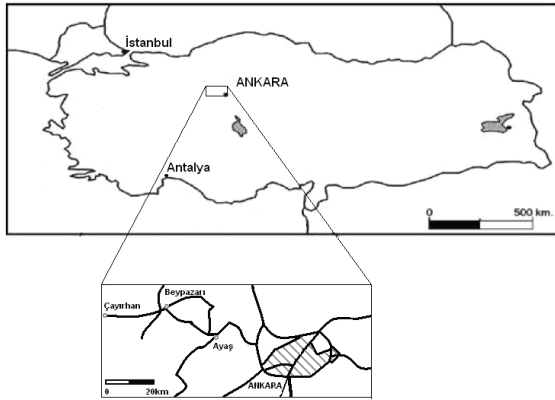 İstanbul
ANKARA
Antalya
0 500 km.
Beypazarı
Çayırhan
Ayaş
ANKARA
0 20km